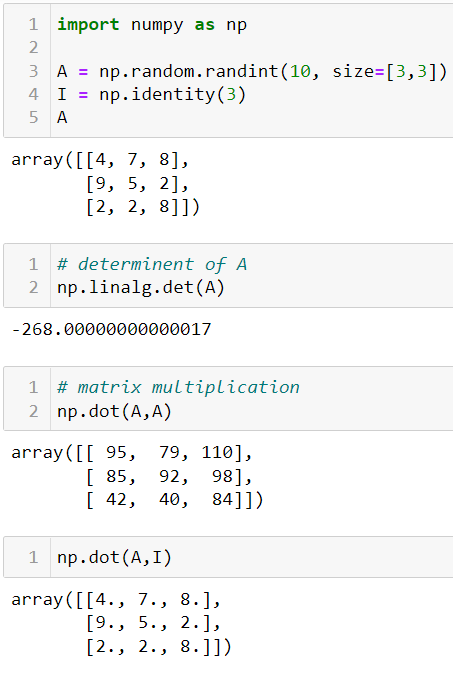 1 import numpy as np
2
3 A = np.random.randint(10, size=[3,3])
4 I = np.identity(3)
5 A
array([[4, 7, 8],
       [9, 5, 2],
       [2, 2, 8]])
1 # determinent of A
2 np.linalg.det(A)
-268.00000000000017
1 # matrix multiplication
2 np.dot(A,A)
array([[ 95,  79, 110],
       [ 85,  92,  98],
       [ 42,  40,  84]])
1 np.dot(A,I)
array([[4., 7., 8.],
       [9., 5., 2.],
       [2., 2., 8.]])